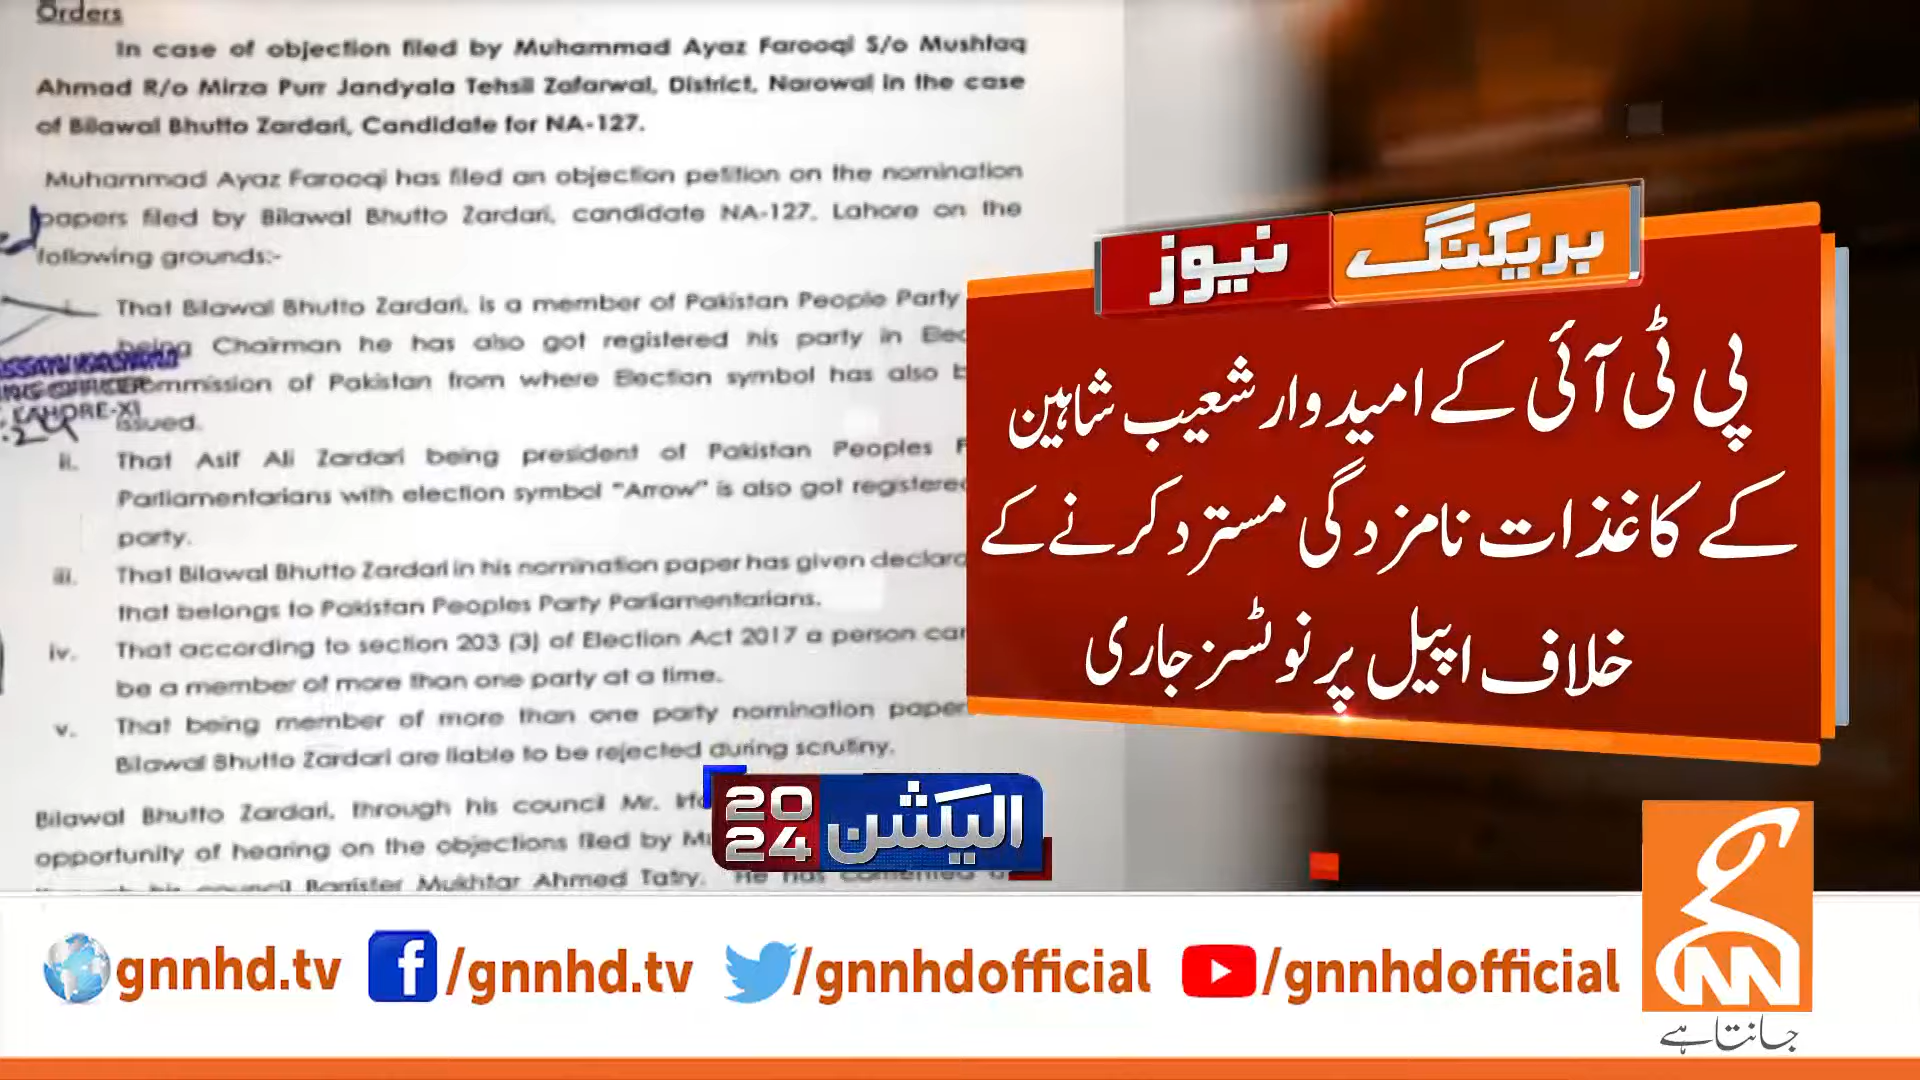 Orders
In case of objection filed by Muhammad Ayaz Farooqi S/o Mushtaq
Ahmad R/o Mirza Purr Jandyala Tehsil Zafarwal, District, Narowal in the case
of Bilawal Bhutto Zardari, Candidate for NA-127.
Muhammad Ayaz Farooqi has filed an objection petition on the nomination
papers filed by Bilawal Bhutto Zardari, candidate NA-127, Lahore on the
following grounds:-
i. That Bilawal Bhutto Zardari, is a member of Pakistan People Party
being Chairman he has also got registered his party in
Commission of Pakistan from where Election symbol has also
issued.
LAHORE-XI
ii. That Asif Ali Zardari being president of Pakistan Peoples
Parliamentarians with election symbol "Arrow" is also got
party.
iii. That Bilawal Bhutto Zardari in his nomination paper has given
that belongs to Pakistan Peoples Party Parliamentarians.
iv. That according to section 203 (3) of Election Act 2017 a person
be a member of more than one party at a time.
v. That being member of more than one party nomination
Bilawal Bhutto Zardari are liable to be rejected during scrutiny.
Bilawal Bhutto Zardari, through his council Mr.
opportunity of hearing on the objections filed by
council Barrister Mukhtar Ahmed Tatry. He has
بریکنگ نیوز
پی ٹی آئی کے امیدوار شعیب شاہین
کے کاغذات نامزدگی مسترد کرنے کے
خلاف اپیل پر نوٹسز جاری
الیکشن 2024
gnnhd.tv /gnnhd.tv /gnnhdofficial /gnnhdofficial
GNN
جانتا ہے